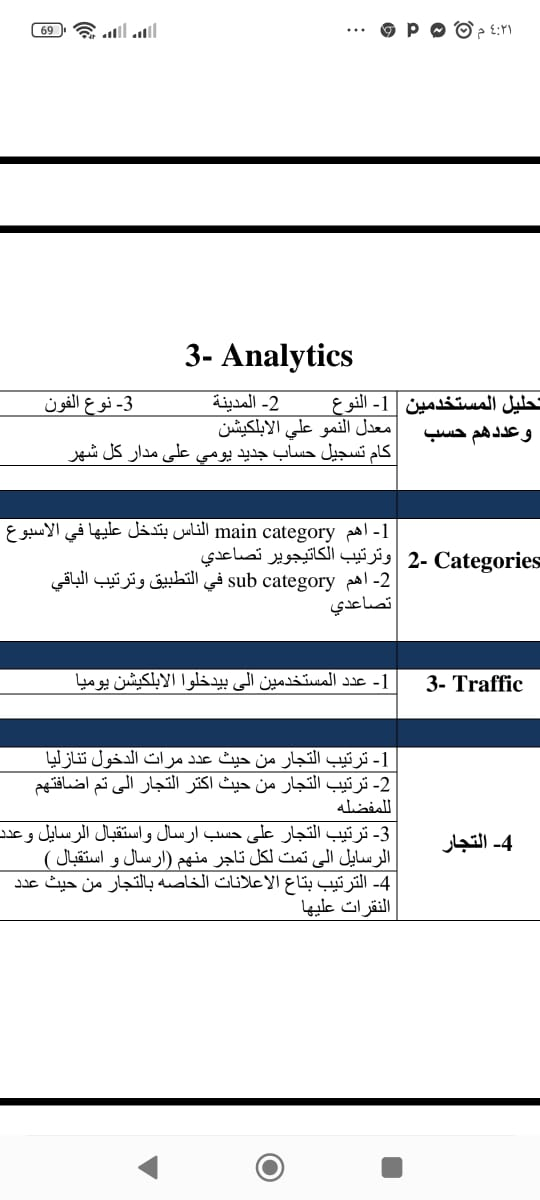 69
٤:٢١ م
3- Analytics
تحليل المستخدمين وعددهم حسب
1- النوع 2- المدينة 3- نوع الفون
معدل النمو علي الابلكيشن
كام تسجيل حساب جديد يومي على مدار كل شهر
2- Categories
1- اهم main category الناس بتدخل عليها في الاسبوع
وترتيب الكاتيجوير تصاعدي
2- اهم sub category في التطبيق وترتيب الباقي
تصاعدي
3- Traffic
1- عدد المستخدمين الى بيدخلوا الابلكيشن يوميا
4- التجار
1- ترتيب التجار من حيث عدد مرات الدخول تنازليا
2- ترتيب التجار من حيث اكتر التجار الى تم اضافتهم
للمفضله
3- ترتيب التجار على حسب ارسال واستقبال الرسايل وعدد
الرسايل الى تمت لكل تاجر منهم (ارسال و استقبال )
4- الترتيب بتاع الاعلانات الخاصه بالتجار من حيث عدد
النقرات عليها